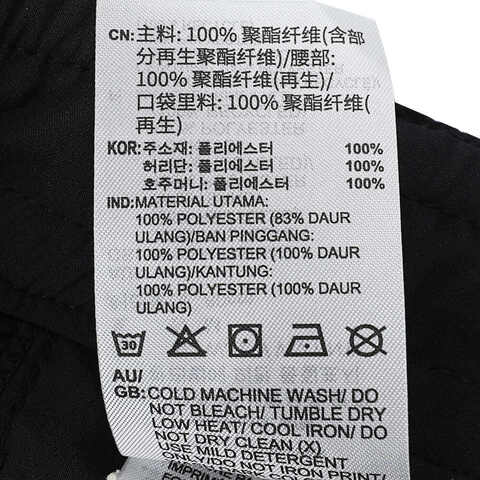 CN: 主料: 100% 聚酯纤维(含部
分再生聚酯纤维)/腰部:
100% 聚酯纤维(再生)/
口袋里料: 100% 聚酯纤维(
再生)
KOR: 주소재: 폴리에스터 100%
허리단: 폴리에스터 100%
호주머니: 폴리에스터 100%
IND: MATERIAL UTAMA:
100% POLYESTER (83% DAUR
ULANG)/BAN PINGGANG:
100% POLYESTER (100% DAUR
ULANG)/KANTUNG:
100% POLYESTER (100% DAUR
ULANG)
30
AU/
GB: COLD MACHINE WASH/ DO
NOT BLEACH/ TUMBLE DRY
LOW HEAT/ COOL IRON/ DO
NOT DRY CLEAN (X)
USE MILD DETERGENT
ONLY/DO NOT IRON PRINT/